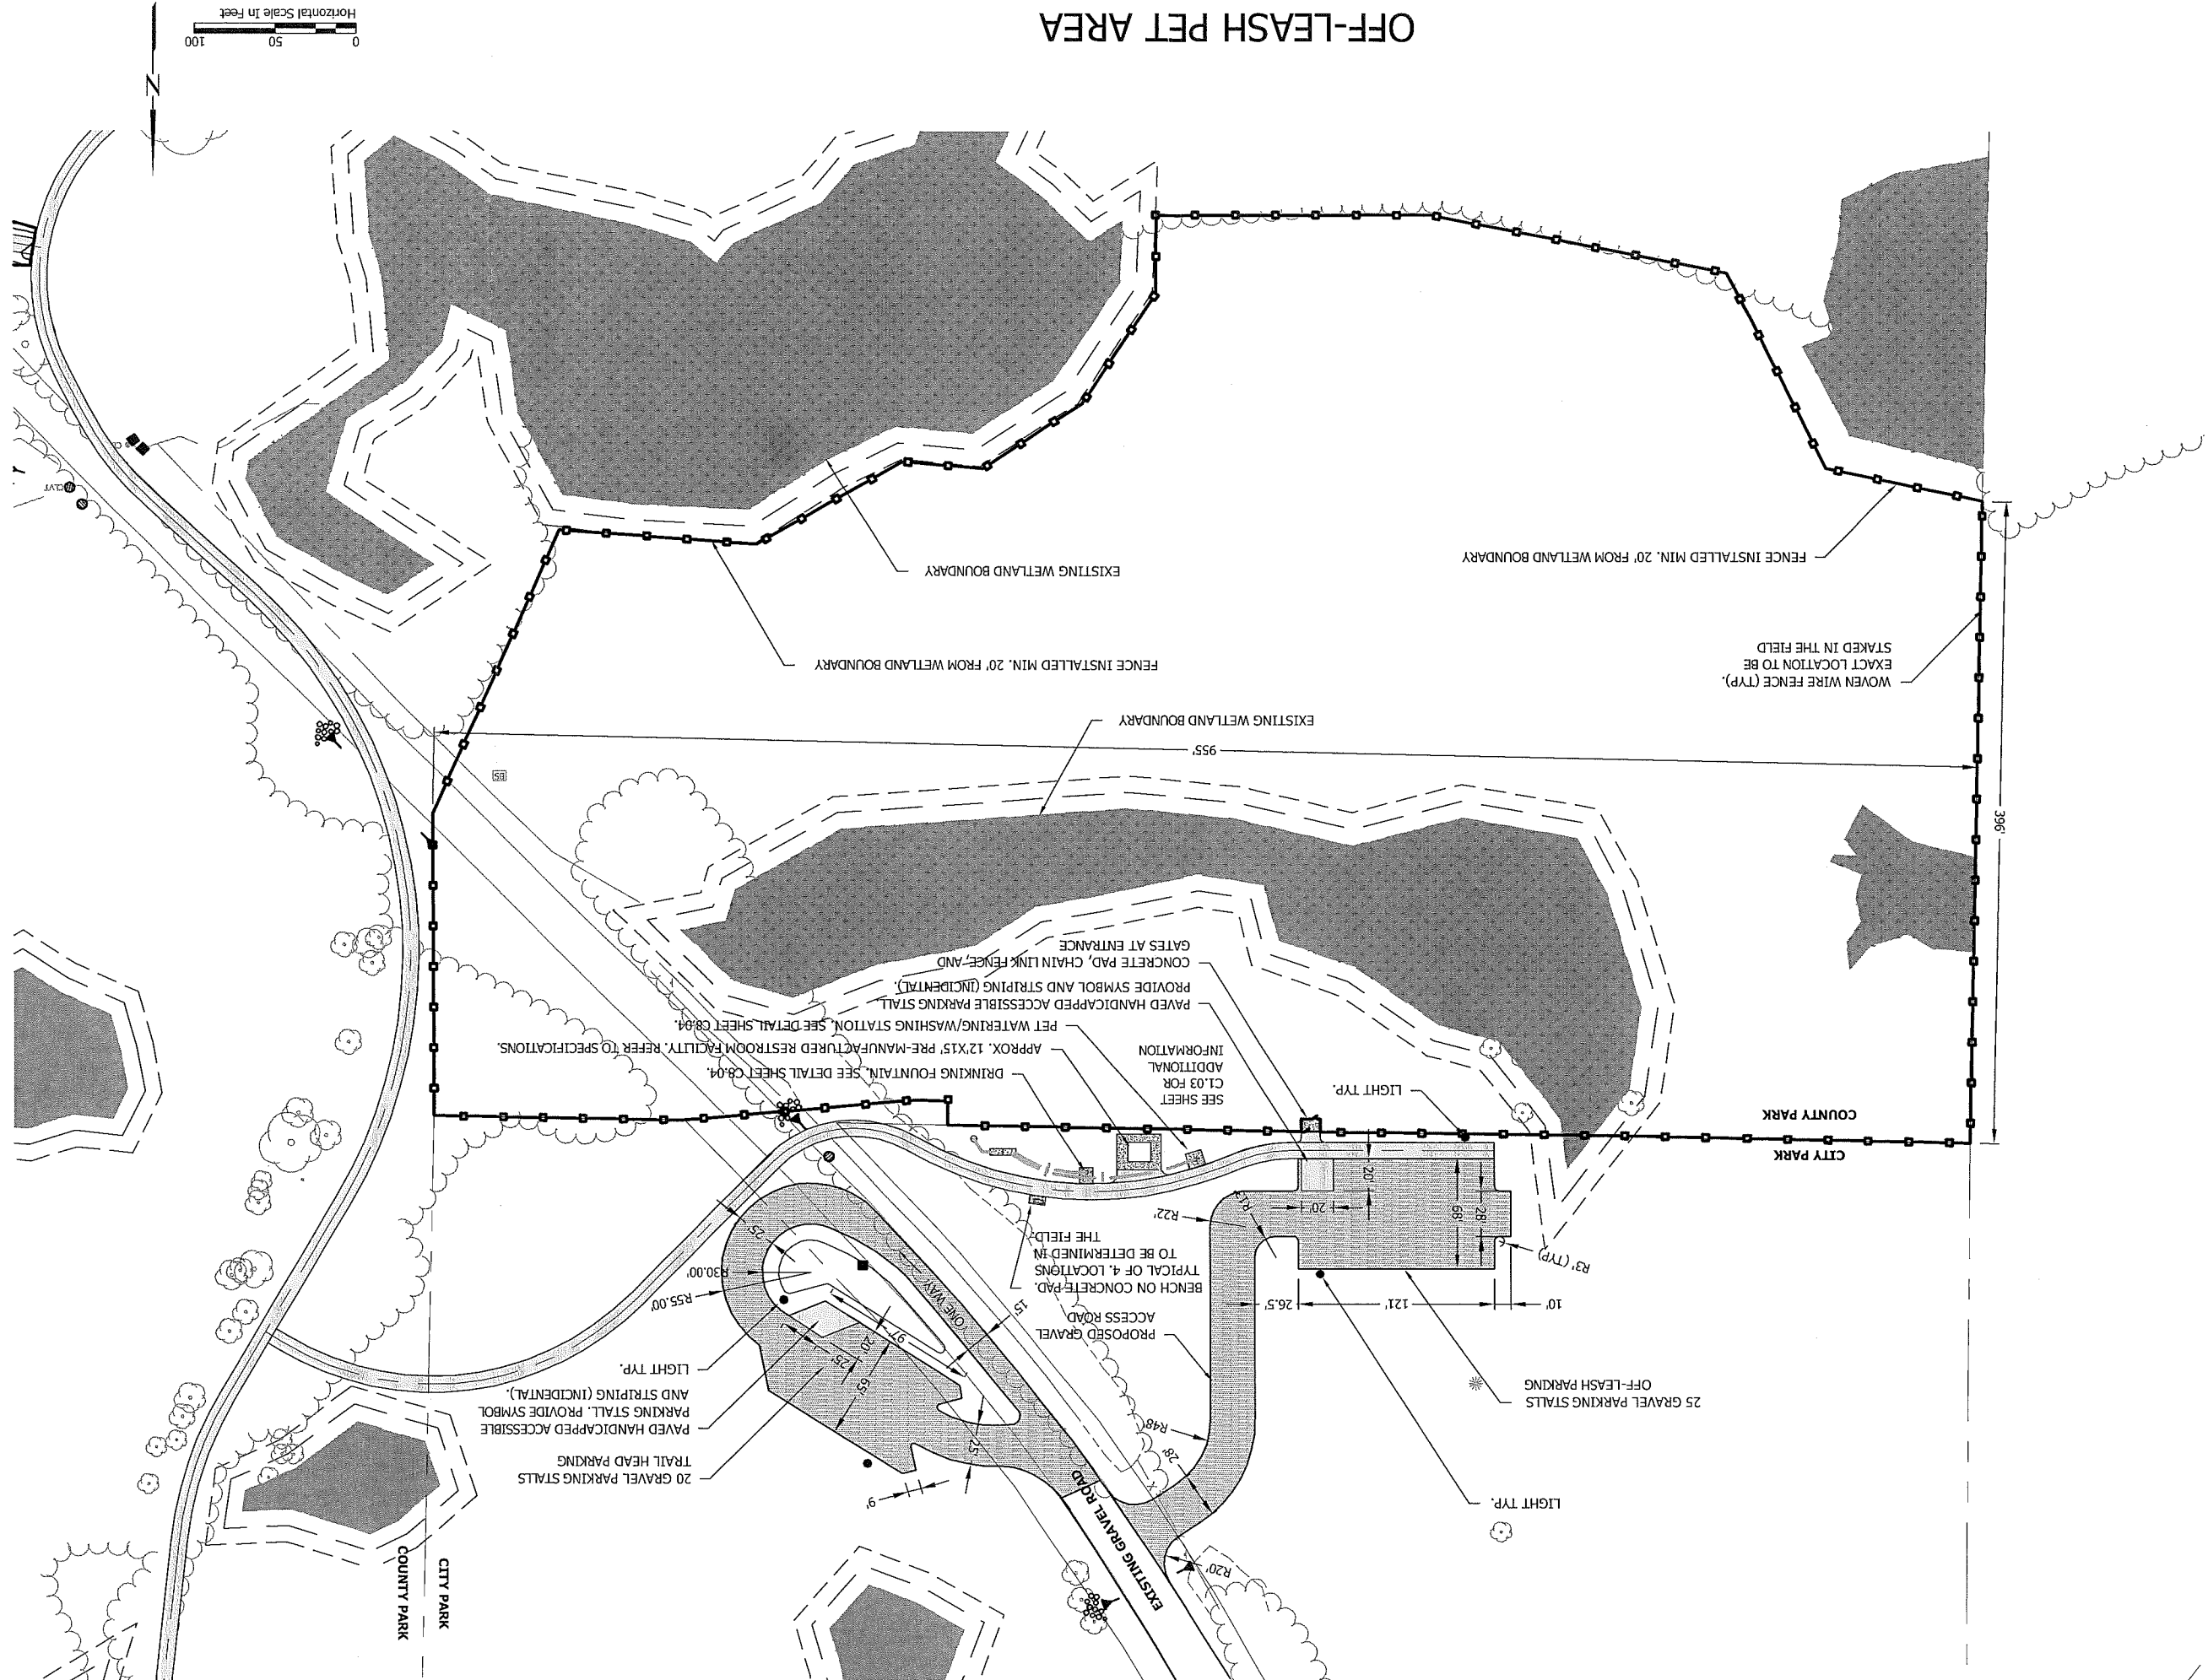 OFF-LEASH PET AREA
0 50 100
Horizontal Scale In Feet
N
EXISTING GRAVEL ROAD
R20'
CITY PARK
COUNTY PARK
LIGHT TYP.
28'
R48'
25 GRAVEL PARKING STALLS
OFF-LEASH PARKING
9'
25'
20 GRAVEL PARKING STALLS
TRAIL HEAD PARKING
PAVED HANDICAPPED ACCESSIBLE
PARKING STALL. PROVIDE SYMBOL
AND STRIPING (INCIDENTAL).
LIGHT TYP.
65'
25'
20'
97'
15'
ONE WAY
R55.00'
R30.00'
25'
PROPOSED GRAVEL
ACCESS ROAD
BENCH ON CONCRETE PAD.
TYPICAL OF 4. LOCATIONS
TO BE DETERMINED IN
THE FIELD
10'
121'
26.5'
R3' (TYP)
28'
68'
20'
20'
R22'
CITY PARK
COUNTY PARK
LIGHT TYP.
SEE SHEET
C1.03 FOR
ADDITIONAL
INFORMATION
DRINKING FOUNTAIN. SEE DETAIL SHEET C8.04.
APPROX. 12'X15' PRE-MANUFACTURED RESTROOM FACILITY. REFER TO SPECIFICATIONS.
PET WATERING/WASHING STATION. SEE DETAIL SHEET C8.04.
PAVED HANDICAPPED ACCESSIBLE PARKING STALL.
PROVIDE SYMBOL AND STRIPING (INCIDENTAL).
CONCRETE PAD, CHAIN LINK FENCE, AND
GATES AT ENTRANCE
396'
955'
BS
EXISTING WETLAND BOUNDARY
WOVEN WIRE FENCE (TYP).
EXACT LOCATION TO BE
STAKED IN THE FIELD
FENCE INSTALLED MIN. 20' FROM WETLAND BOUNDARY
FENCE INSTALLED MIN. 20' FROM WETLAND BOUNDARY
EXISTING WETLAND BOUNDARY
CLVT
Y